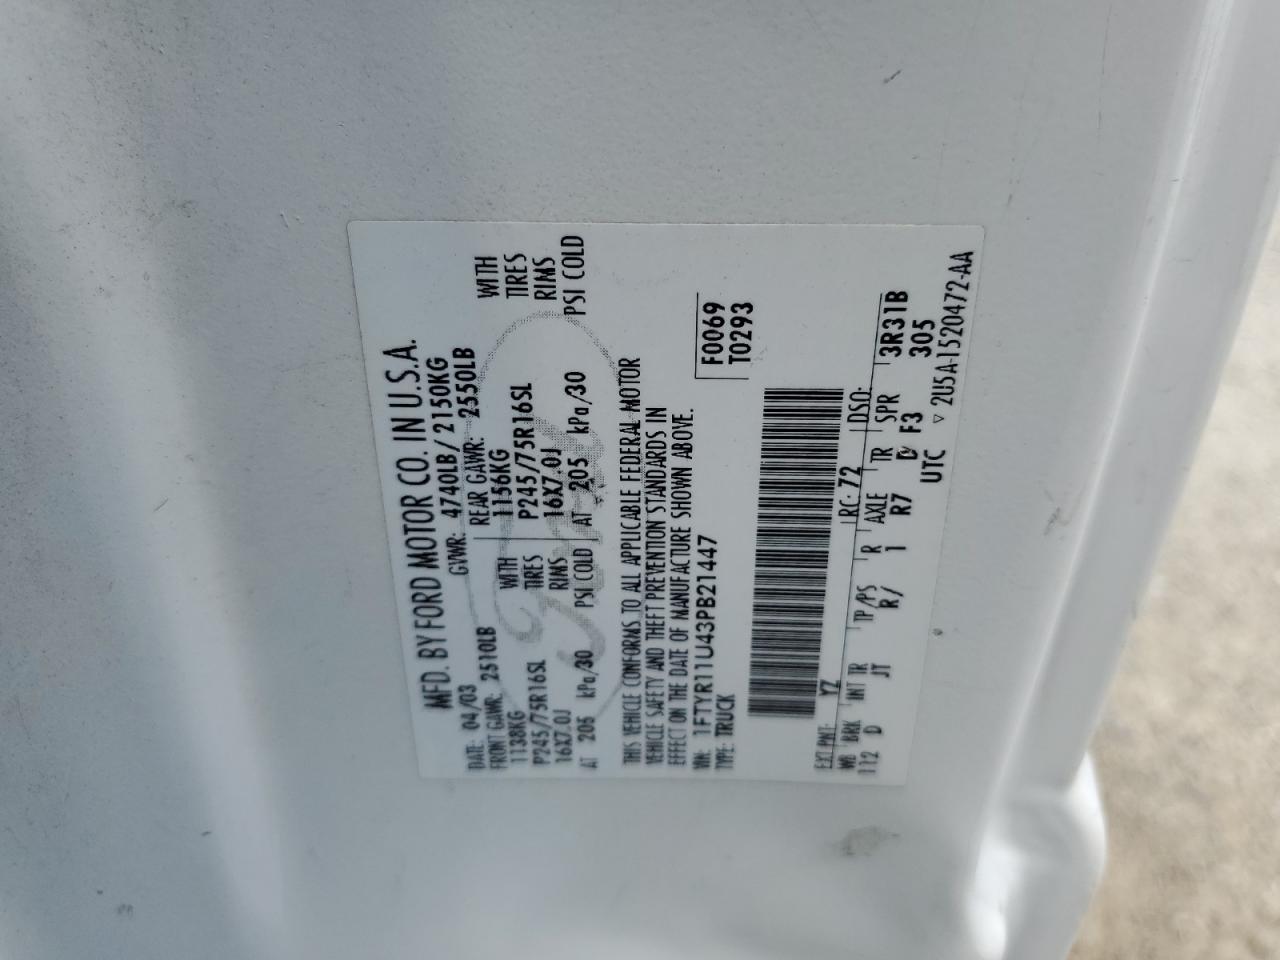 MFD. BY FORD MOTOR CO. IN U.S.A.
DATE: 04/03 GVWR: 4740LB/ 2150KG
FRONT GAWR: 2510LB REAR GAWR: 2550LB
1138KG WITH 1156KG WITH
P245/75R16SL TIRES P245/75R16SL TIRES
16X7.0J RIMS 16X7.0J RIMS
AT 205 kPa/30 PSI COLD AT 205 kPa/30 PSI COLD
THIS VEHICLE CONFORMS TO ALL APPLICABLE FEDERAL MOTOR
VEHICLE SAFETY AND THEFT PREVENTION STANDARDS IN
EFFECT ON THE DATE OF MANUFACTURE SHOWN ABOVE.
VIN: 1FTYR11U43PB21447 F0069
TYPE: TRUCK T0293
EXT PNT: YZ RC: 72 DSO:
WB BRK INT TR TP/PS R AXLE TR SPR 3R31B
112 D JT R/ 1 R7 D F3 305
UTC ▿ 2U5A-1520472-AA